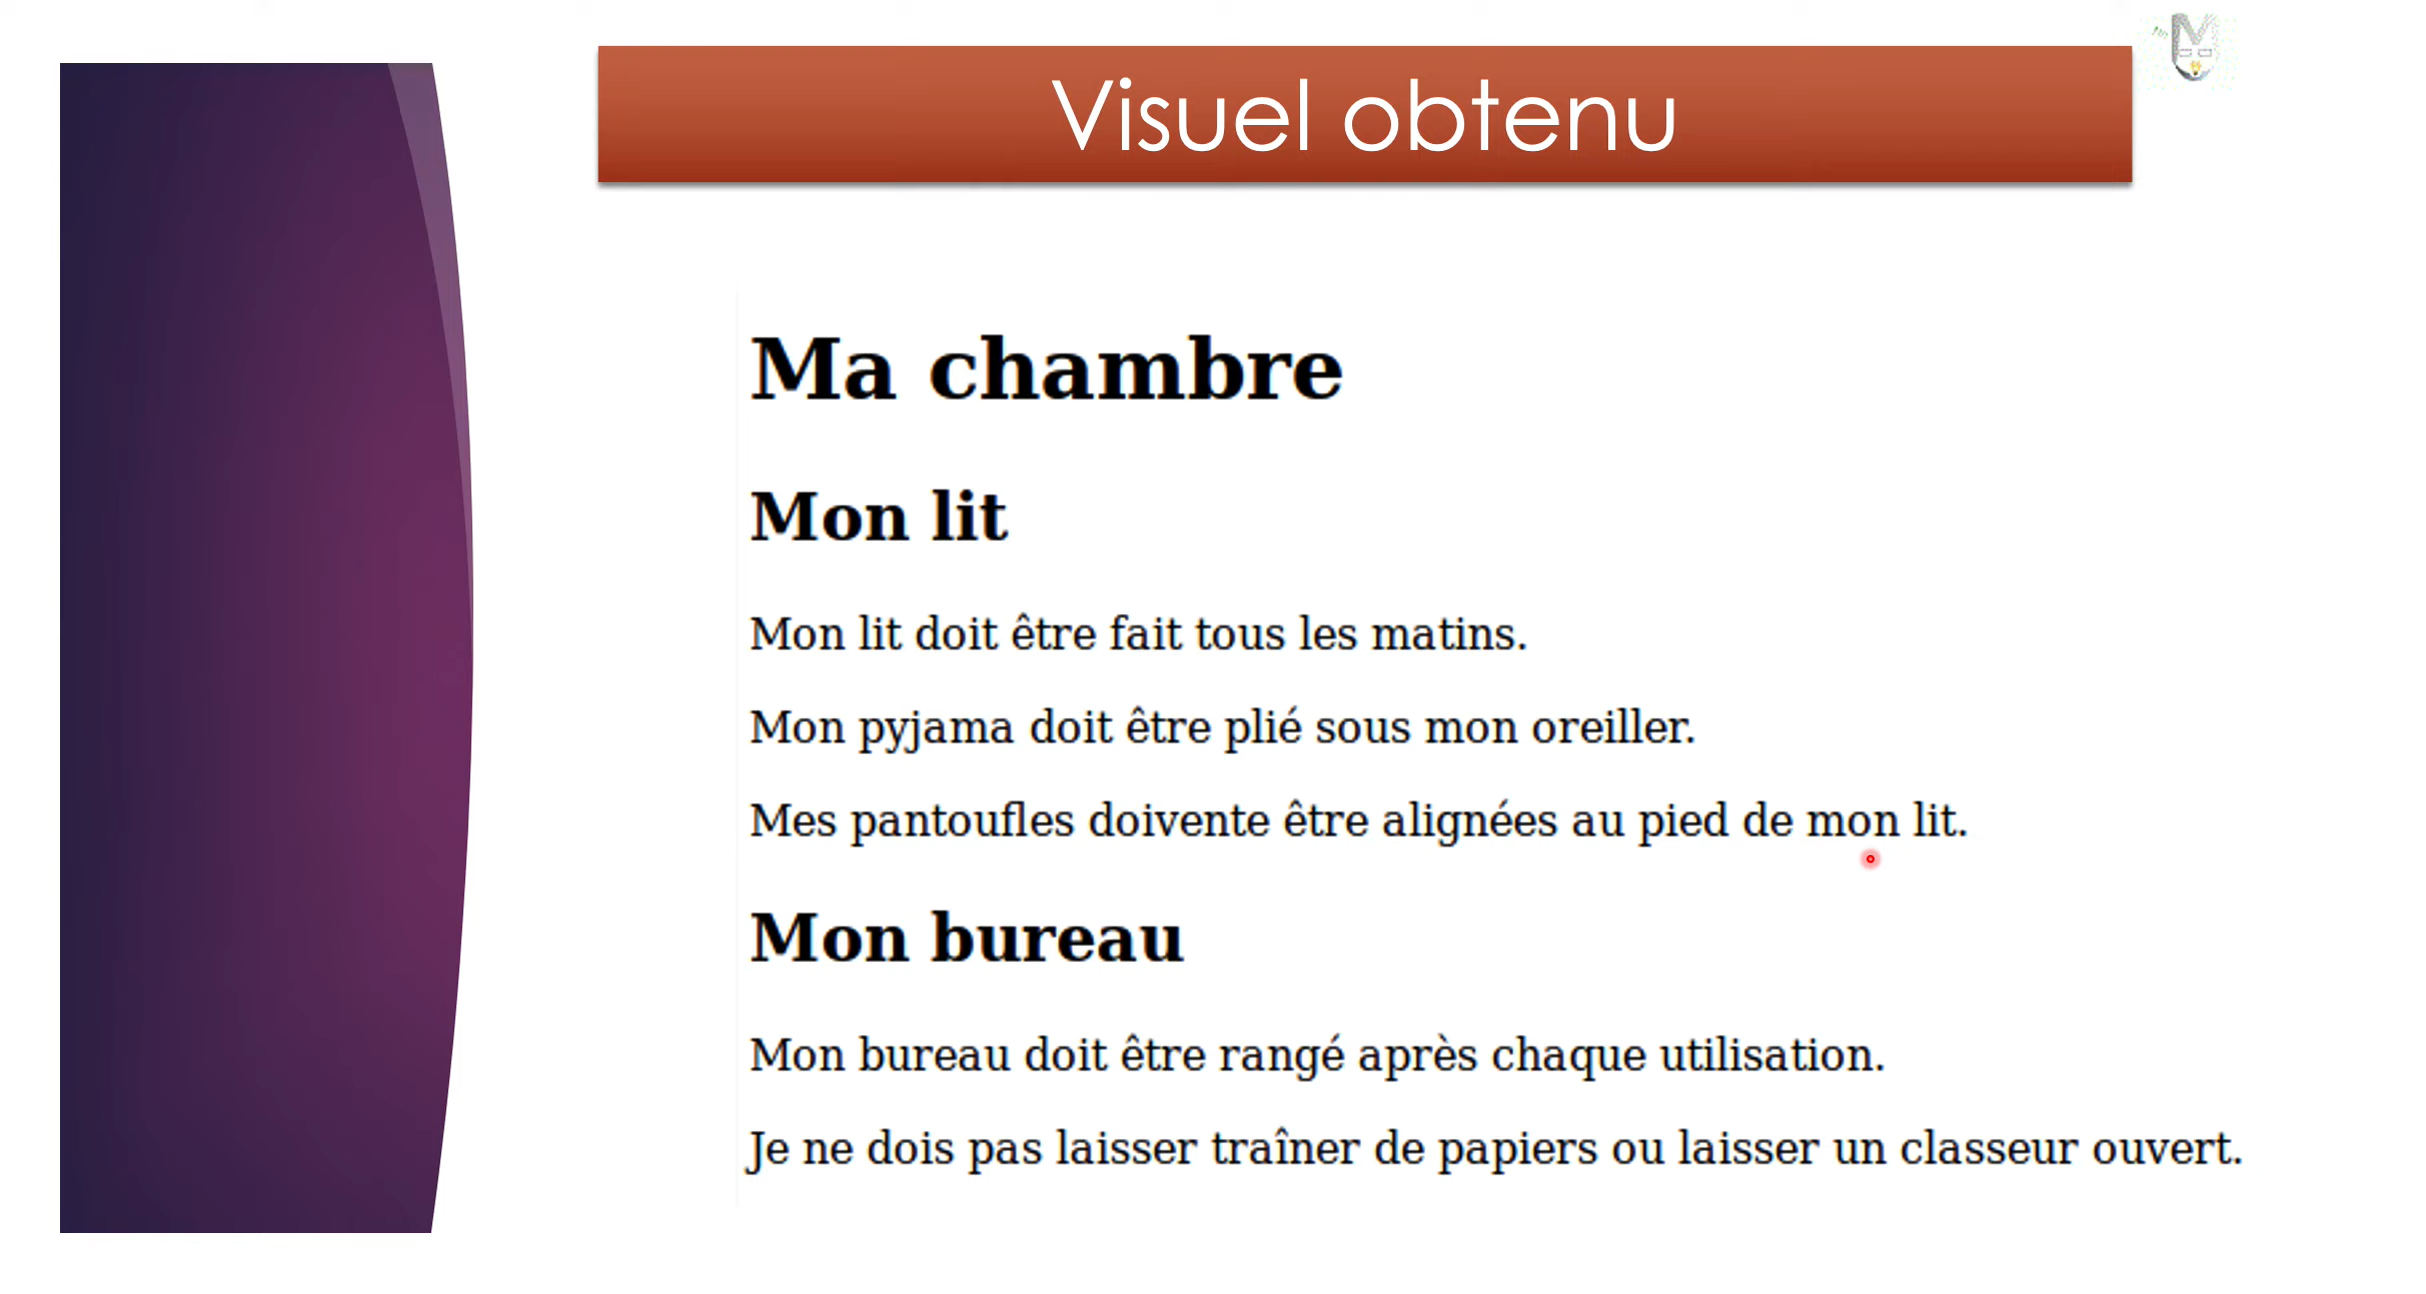 Visuel obtenu
Ma chambre
Mon lit
Mon lit doit être fait tous les matins.
Mon pyjama doit être plié sous mon oreiller.
Mes pantoufles doivente être alignées au pied de mon lit.
Mon bureau
Mon bureau doit être rangé après chaque utilisation.
Je ne dois pas laisser traîner de papiers ou laisser un classeur ouvert.